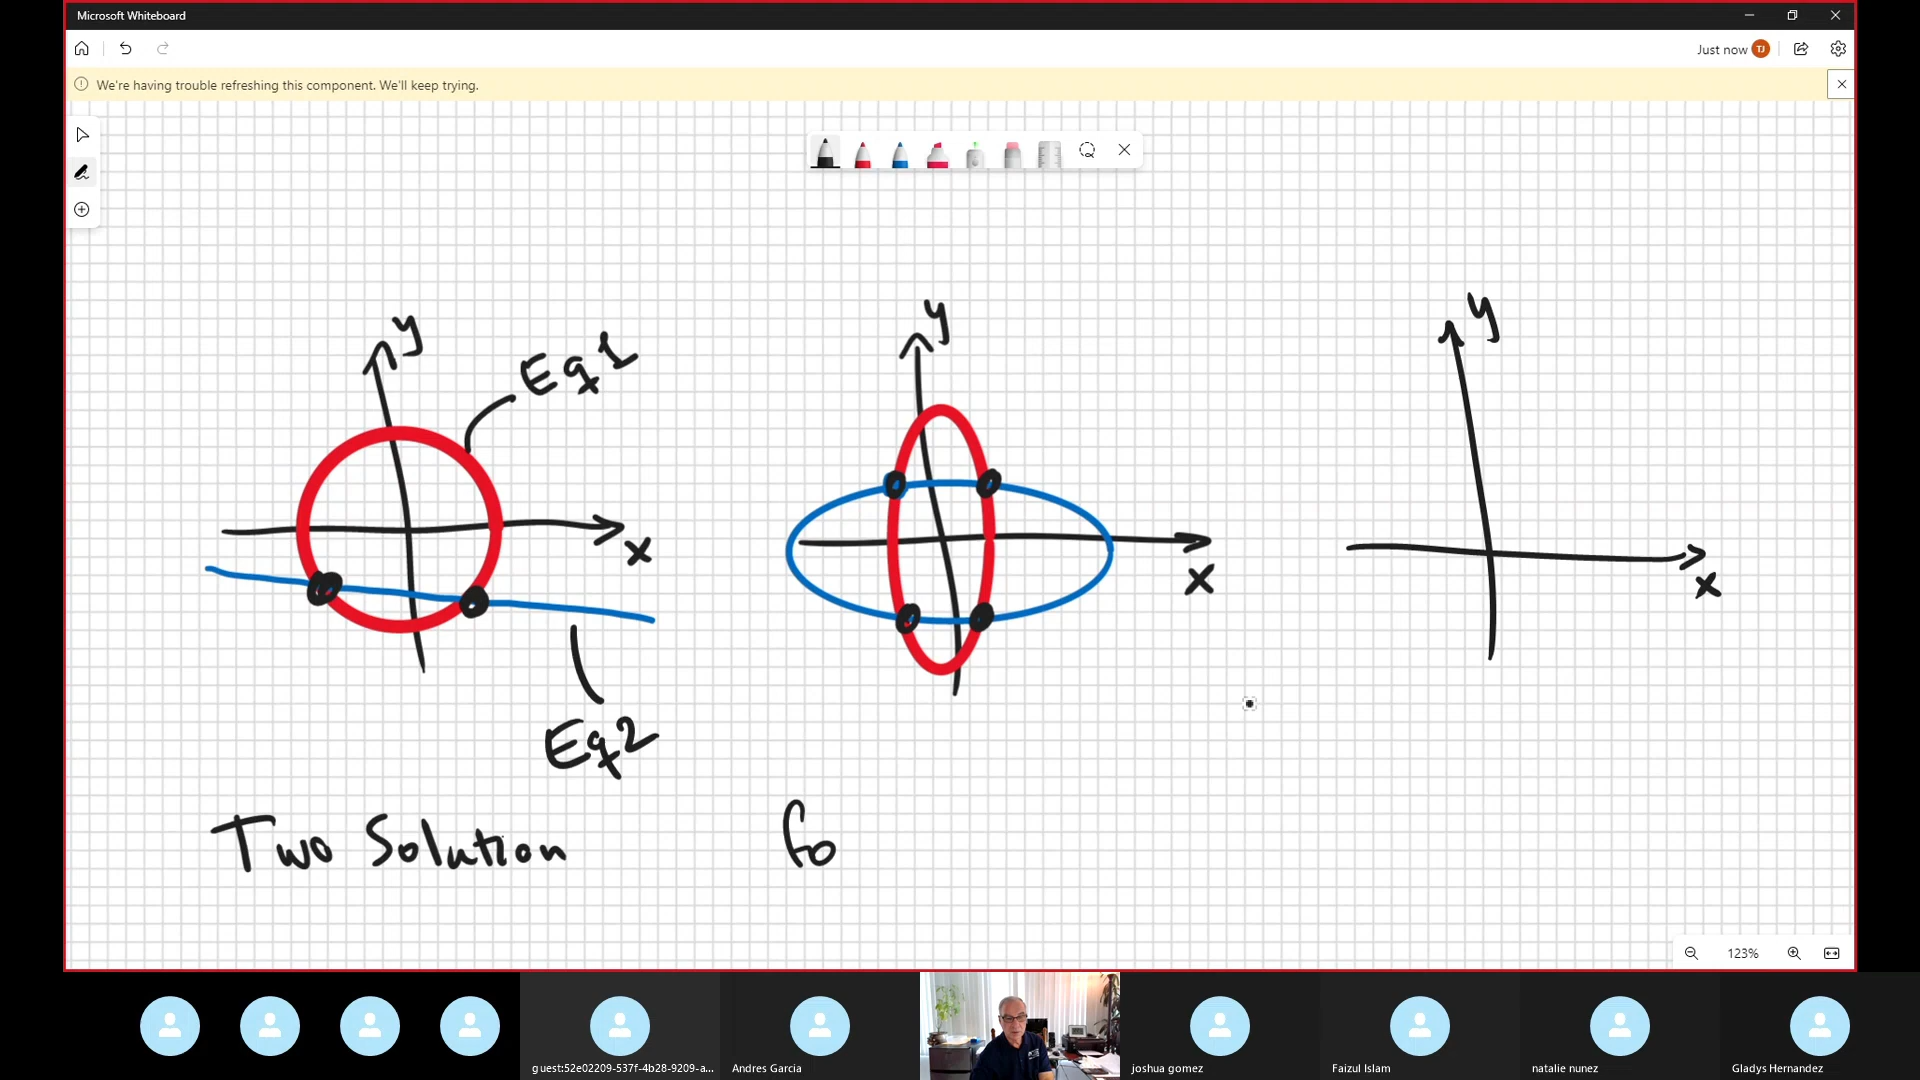 Microsoft Whiteboard
Just now TJ
We're having trouble refreshing this component. We'll keep trying.
y
Eq1
x
Eq2
Two Solution
y
x
fo
y
x
123%
guest:52e02209-537f-4b28-9209-a...
Andres Garcia
joshua gomez
Faizul Islam
natalie nunez
Gladys Hernandez